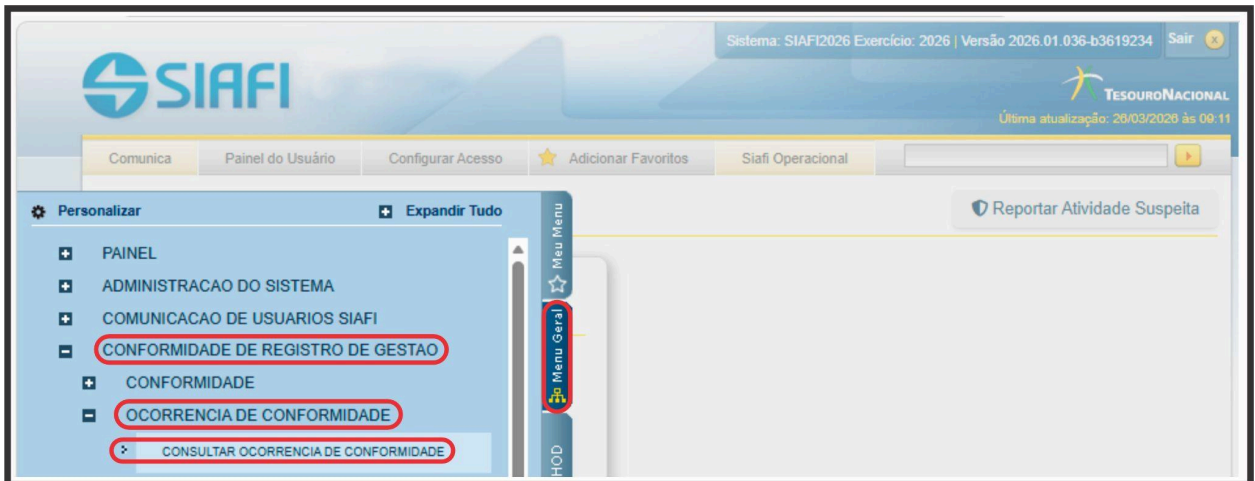 Sistema: SIAFI2026 Exercício: 2026 | Versão 2026.01.036-b3619234 Sair
SIAFI
TESOURONACIONAL
Última atualização: 26/03/2026 às 09:11
Comunica Painel do Usuário Configurar Acesso Adicionar Favoritos Siafi Operacional
Personalizar Expandir Tudo
Reportar Atividade Suspeita
PAINEL
ADMINISTRACAO DO SISTEMA
COMUNICACAO DE USUARIOS SIAFI
CONFORMIDADE DE REGISTRO DE GESTAO
CONFORMIDADE
OCORRENCIA DE CONFORMIDADE
CONSULTAR OCORRENCIA DE CONFORMIDADE
Meu Menu
Menu Geral
HOD